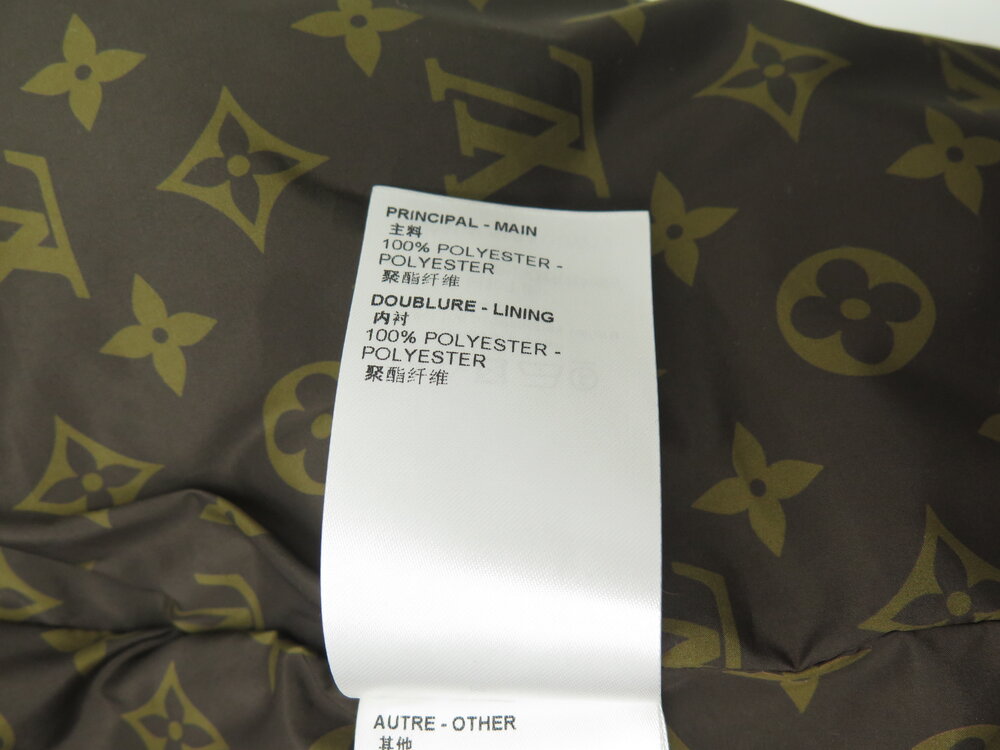 PRINCIPAL - MAIN
主料
100% POLYESTER -
POLYESTER
聚酯纤维
DOUBLURE - LINING
内衬
100% POLYESTER -
POLYESTER
聚酯纤维
AUTRE - OTHER
其他